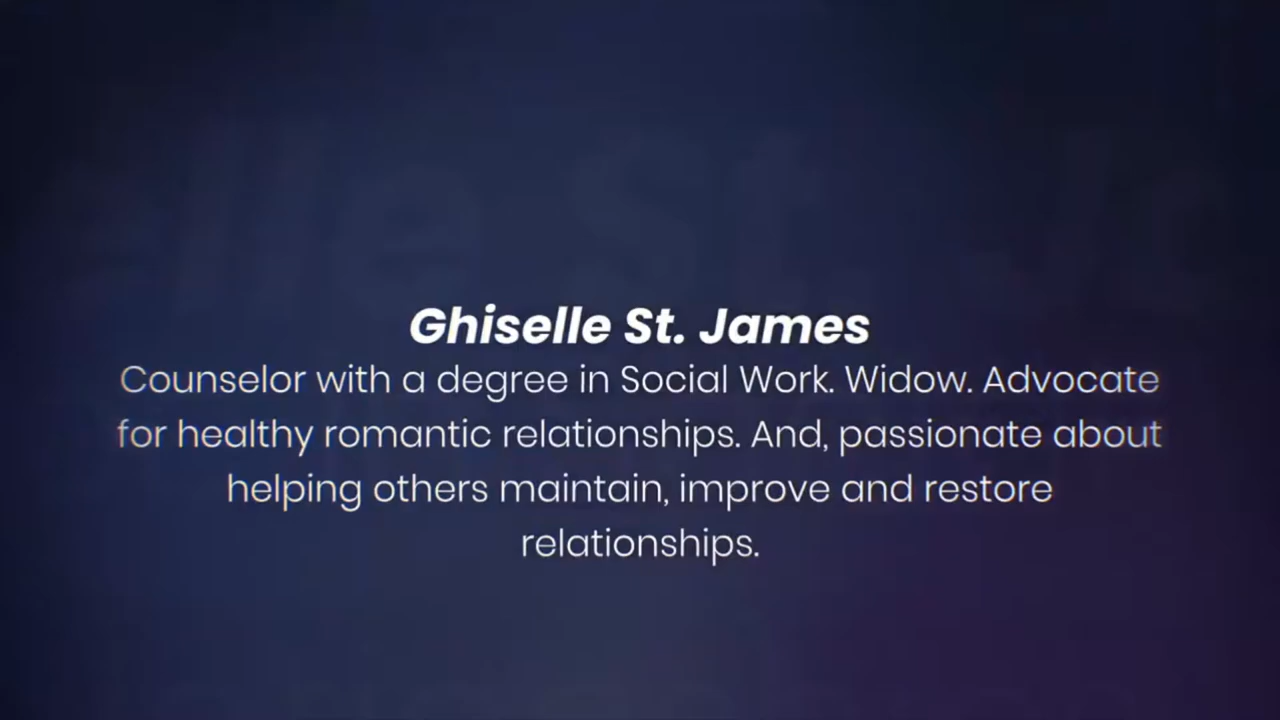 Ghiselle St. James
Counselor with a degree in Social Work. Widow. Advocate
for healthy romantic relationships. And, passionate about
helping others maintain, improve and restore
relationships.